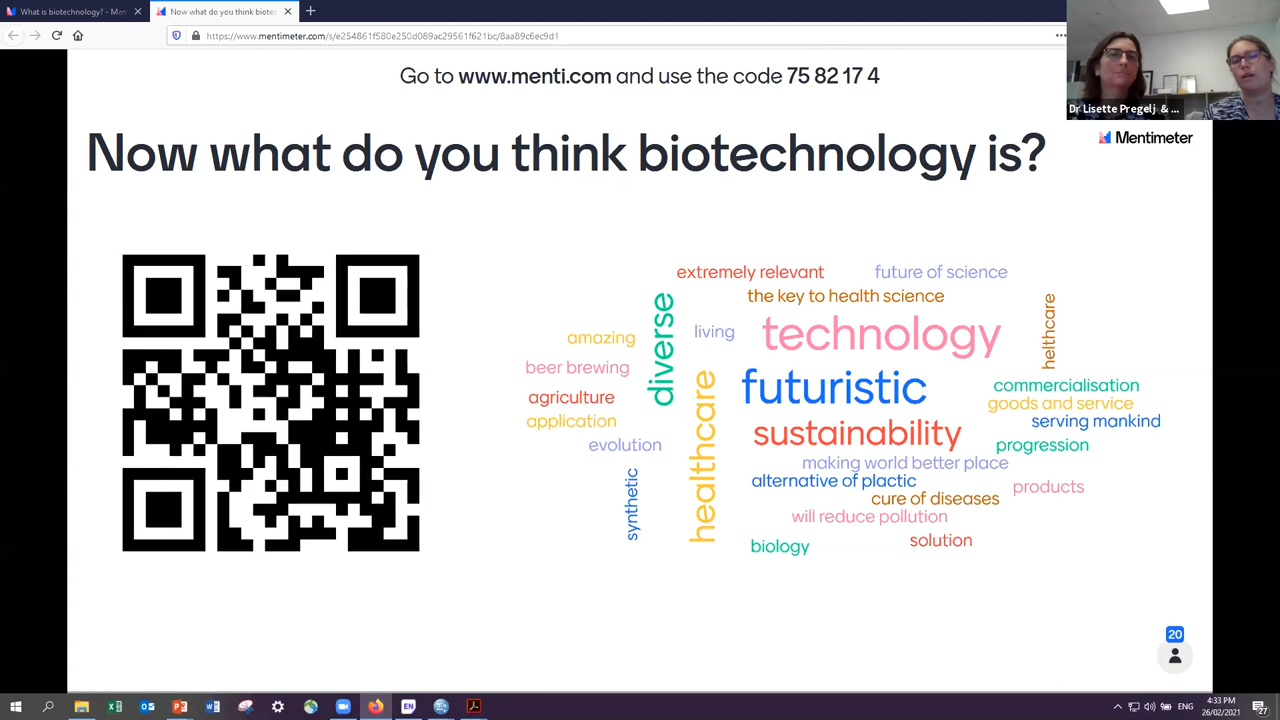 What is biotechnology? - Men
Now what do you think biotec
https://www.mentimeter.com/s/e254861f580e250d089ac29561f621bc/8aa89c6ec9d1
Go to www.menti.com and use the code 75 82 17 4
Dr Lisette Pregelj & ...
Mentimeter
Now what do you think biotechnology is?
extremely relevant
future of science
the key to health science
diverse
living
technology
helthcare
amazing
beer brewing
futuristic
commercialisation
agriculture
goods and service
application
serving mankind
healthcare
sustainability
evolution
progression
making world better place
synthetic
alternative of plactic
products
cure of diseases
will reduce pollution
biology
solution
20
EN
ENG
4:33 PM
26/02/2021
27